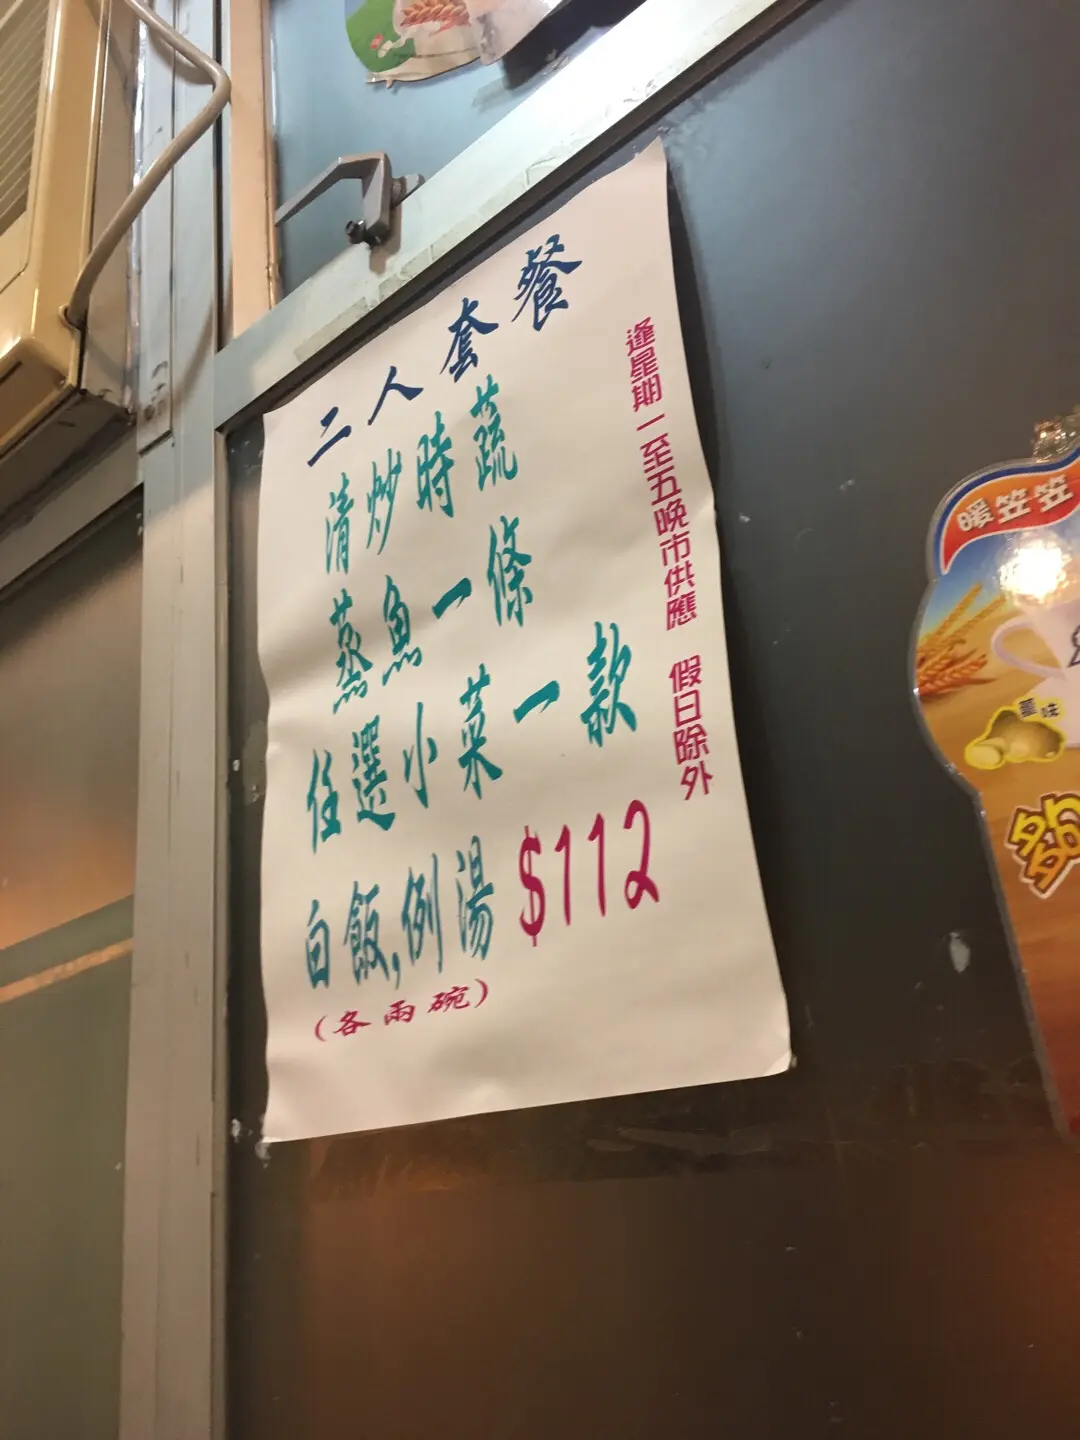 二人套餐
清炒時蔬
蒸魚一條
任選小菜一款
白飯,例湯 $112
(各兩碗)
逢星期一至五晚市供應 假日除外
暖笠笠
薑味